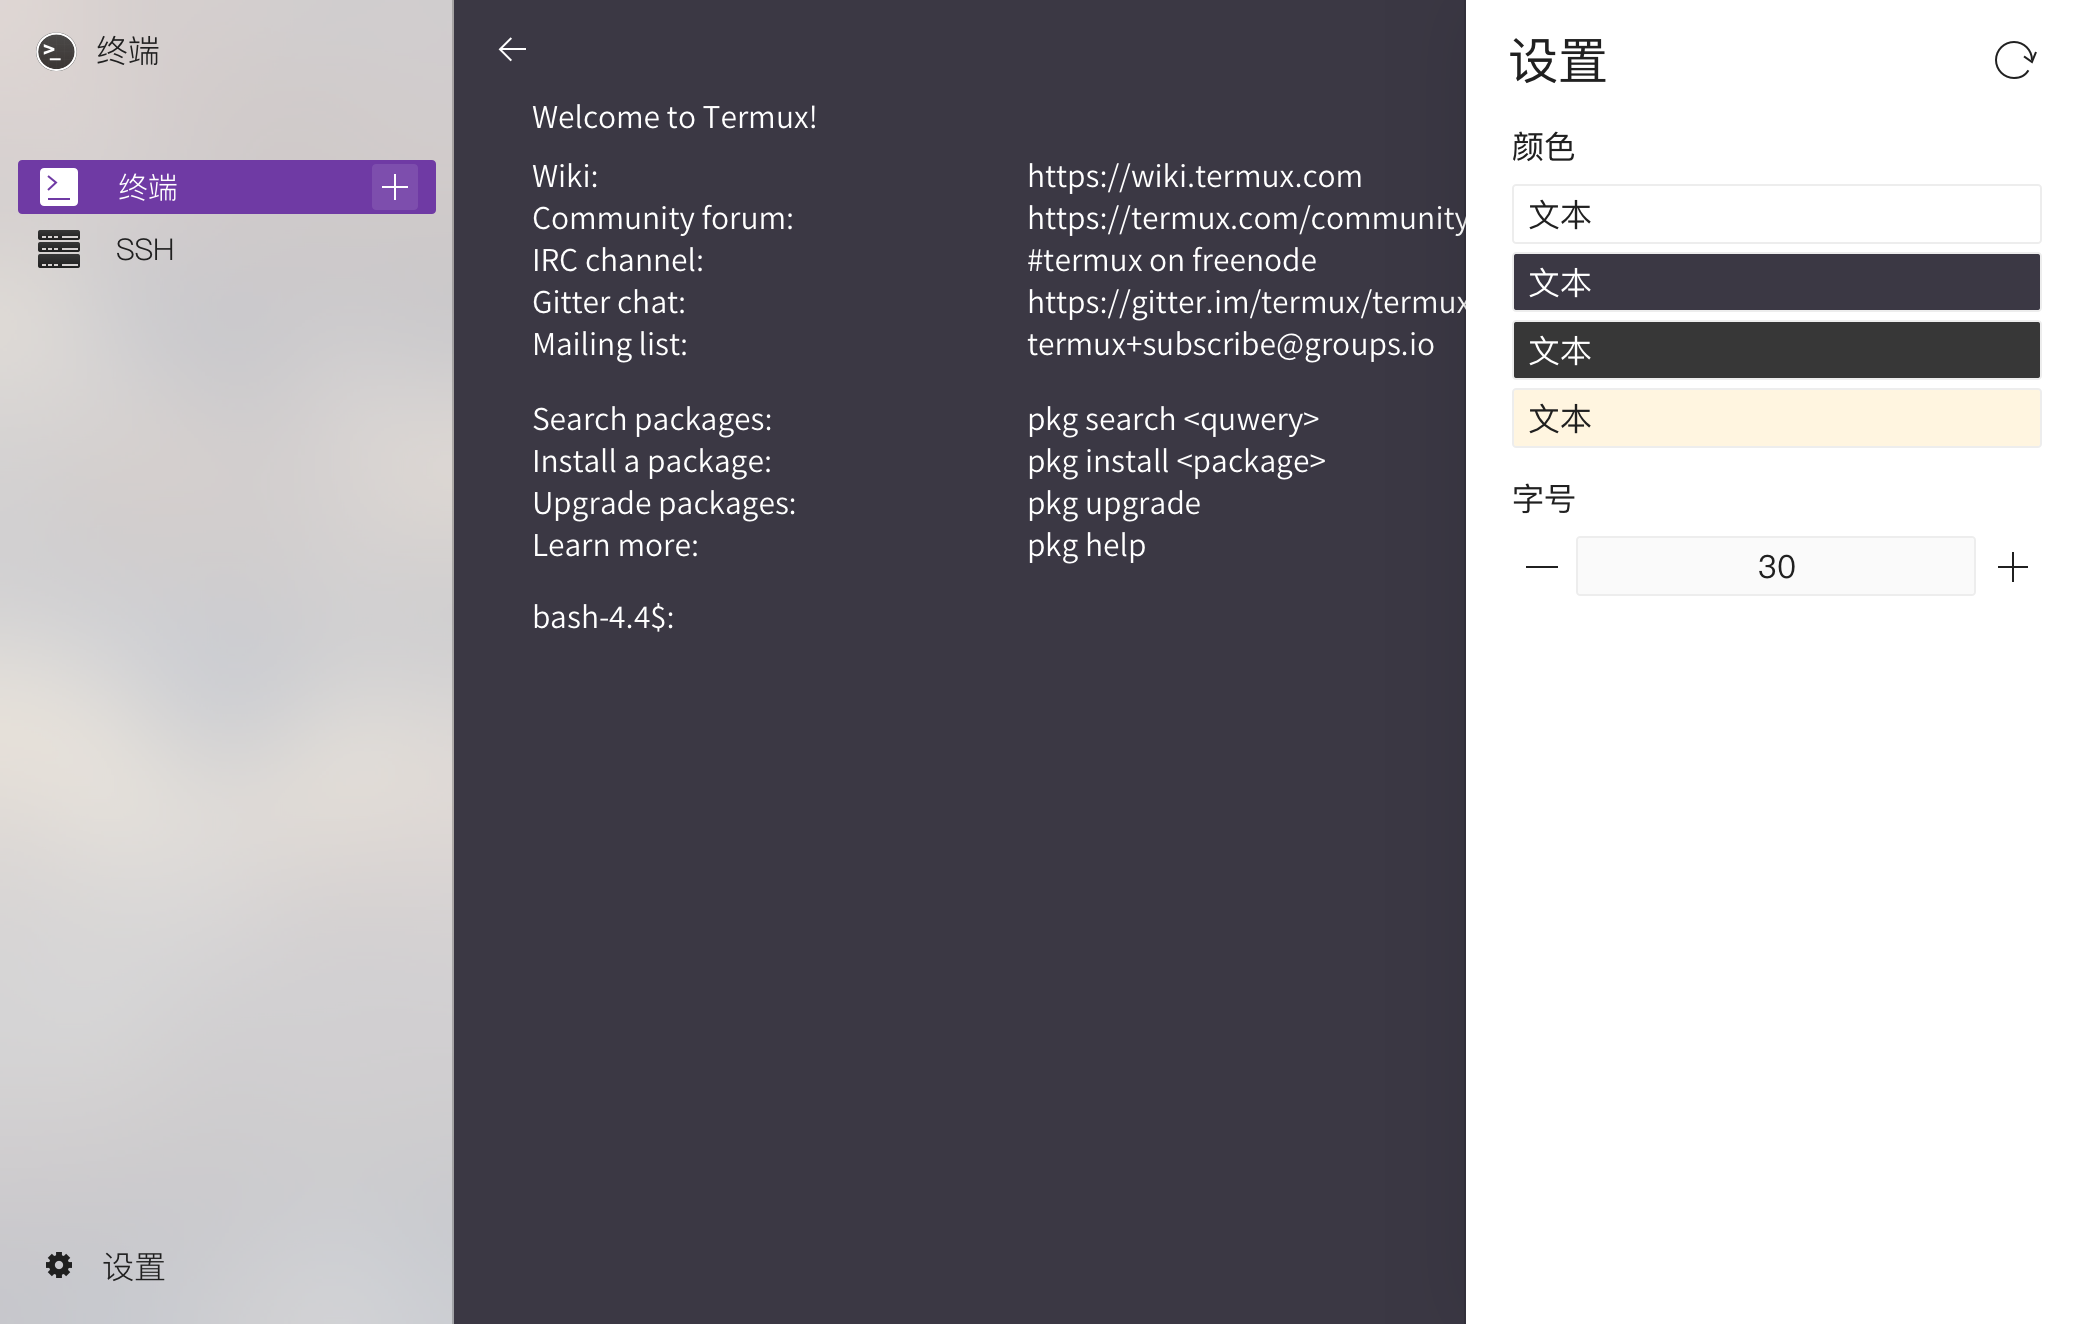 终端
终端
SSH
设置
Welcome to Termux!
Wiki: https://wiki.termux.com
Community forum: https://termux.com/community
IRC channel: #termux on freenode
Gitter chat: https://gitter.im/termux/termux
Mailing list: termux+subscribe@groups.io
Search packages: pkg search <quwery>
Install a package: pkg install <package>
Upgrade packages: pkg upgrade
Learn more: pkg help
bash-4.4$:
设置
颜色
文本
文本
文本
文本
字号
30